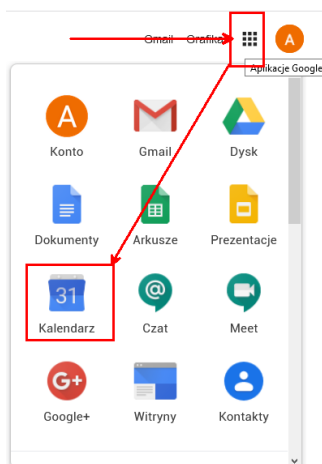 Gmail Grafika A
Aplikacje Google
A
Konto Gmail Dysk
Dokumenty Arkusze Prezentacje
31
Kalendarz Czat Meet
G+
Google+ Witryny Kontakty